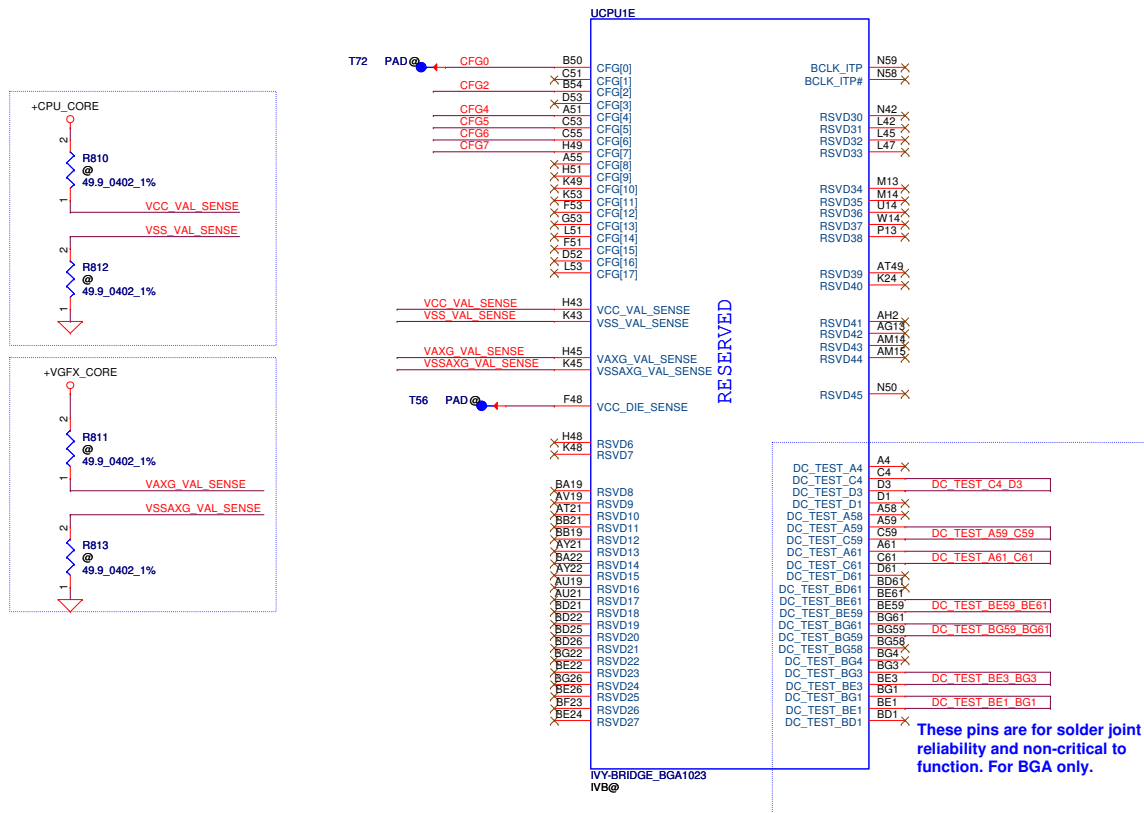 UCPU1E
T72 PAD@
CFG0 B50 CFG[0]
C51 CFG[1]
CFG2 B54 CFG[2]
D53 CFG[3]
CFG4 A51 CFG[4]
CFG5 C53 CFG[5]
CFG6 C55 CFG[6]
CFG7 H49 CFG[7]
A55 CFG[8]
H51 CFG[9]
K49 CFG[10]
K53 CFG[11]
F53 CFG[12]
G53 CFG[13]
L51 CFG[14]
F51 CFG[15]
D52 CFG[16]
L53 CFG[17]
VCC_VAL_SENSE H43 VCC_VAL_SENSE
VSS_VAL_SENSE K43 VSS_VAL_SENSE
VAXG_VAL_SENSE H45 VAXG_VAL_SENSE
VSSAXG_VAL_SENSE K45 VSSAXG_VAL_SENSE
T56 PAD@ F48 VCC_DIE_SENSE
H48 RSVD6
K48 RSVD7
BA19 RSVD8
AV19 RSVD9
AT21 RSVD10
BB21 RSVD11
BB19 RSVD12
AY21 RSVD13
BA22 RSVD14
AY22 RSVD15
AU19 RSVD16
AU21 RSVD17
BD21 RSVD18
BD22 RSVD19
BD25 RSVD20
BD26 RSVD21
BG22 RSVD22
BE22 RSVD23
BG26 RSVD24
BE26 RSVD25
BF23 RSVD26
BE24 RSVD27
RESERVED
BCLK_ITP N59
BCLK_ITP# N58
RSVD30 N42
RSVD31 L42
RSVD32 L45
RSVD33 L47
RSVD34 M13
RSVD35 M14
RSVD36 U14
RSVD37 W14
RSVD38 P13
RSVD39 AT49
RSVD40 K24
RSVD41 AH2
RSVD42 AG13
RSVD43 AM14
RSVD44 AM15
RSVD45 N50
DC_TEST_A4 A4
DC_TEST_C4 C4
DC_TEST_D3 D3 DC_TEST_C4_D3
DC_TEST_D1 D1
DC_TEST_A58 A58
DC_TEST_A59 A59
DC_TEST_C59 C59 DC_TEST_A59_C59
DC_TEST_A61 A61
DC_TEST_C61 C61 DC_TEST_A61_C61
DC_TEST_D61 D61
DC_TEST_BD61 BD61
DC_TEST_BE61 BE61
DC_TEST_BE59 BE59 DC_TEST_BE59_BE61
DC_TEST_BG61 BG61
DC_TEST_BG59 BG59 DC_TEST_BG59_BG61
DC_TEST_BG58 BG58
DC_TEST_BG4 BG4
DC_TEST_BG3 BG3
DC_TEST_BE3 BE3 DC_TEST_BE3_BG3
DC_TEST_BG1 BG1
DC_TEST_BE1 BE1 DC_TEST_BE1_BG1
DC_TEST_BD1 BD1
These pins are for solder joint
reliability and non-critical to
function. For BGA only.
IVY-BRIDGE_BGA1023
IVB@
+CPU_CORE
2
R810
@
49.9_0402_1%
1
VCC_VAL_SENSE
VSS_VAL_SENSE
2
R812
@
49.9_0402_1%
1
+VGFX_CORE
2
R811
@
49.9_0402_1%
1
VAXG_VAL_SENSE
VSSAXG_VAL_SENSE
2
R813
@
49.9_0402_1%
1